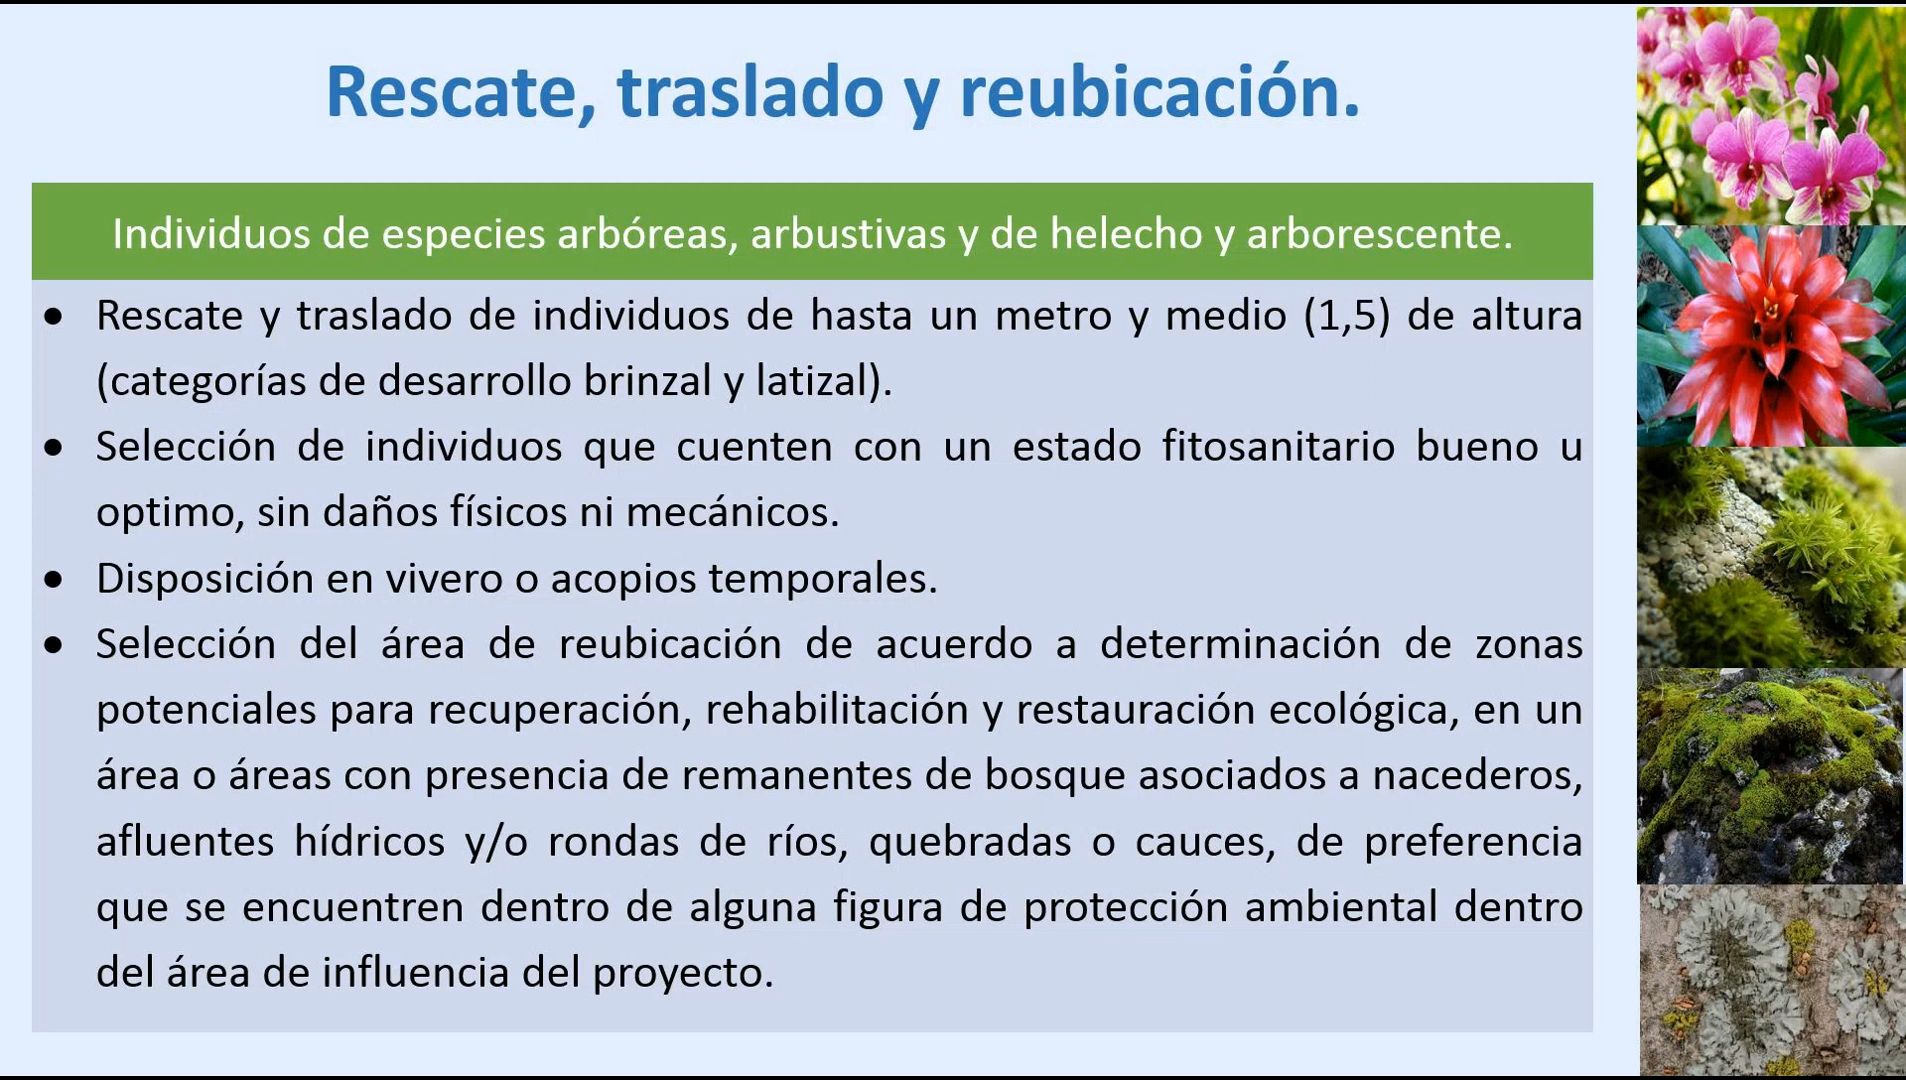 Rescate, traslado y reubicación.
Individuos de especies arbóreas, arbustivas y de helecho y arborescente.
• Rescate y traslado de individuos de hasta un metro y medio (1,5) de altura
(categorías de desarrollo brinzal y latizal).
• Selección de individuos que cuenten con un estado fitosanitario bueno u
optimo, sin daños físicos ni mecánicos.
• Disposición en vivero o acopios temporales.
• Selección del área de reubicación de acuerdo a determinación de zonas
potenciales para recuperación, rehabilitación y restauración ecológica, en un
área o áreas con presencia de remanentes de bosque asociados a nacederos,
afluentes hídricos y/o rondas de ríos, quebradas o cauces, de preferencia
que se encuentren dentro de alguna figura de protección ambiental dentro
del área de influencia del proyecto.